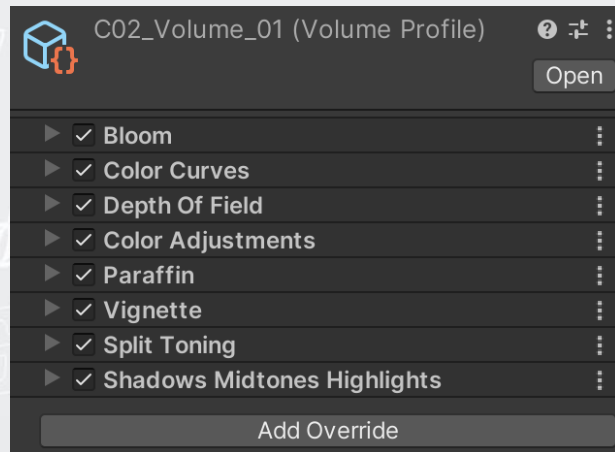 C02_Volume_01 (Volume Profile)
Open
Bloom
Color Curves
Depth Of Field
Color Adjustments
Paraffin
Vignette
Split Toning
Shadows Midtones Highlights
Add Override